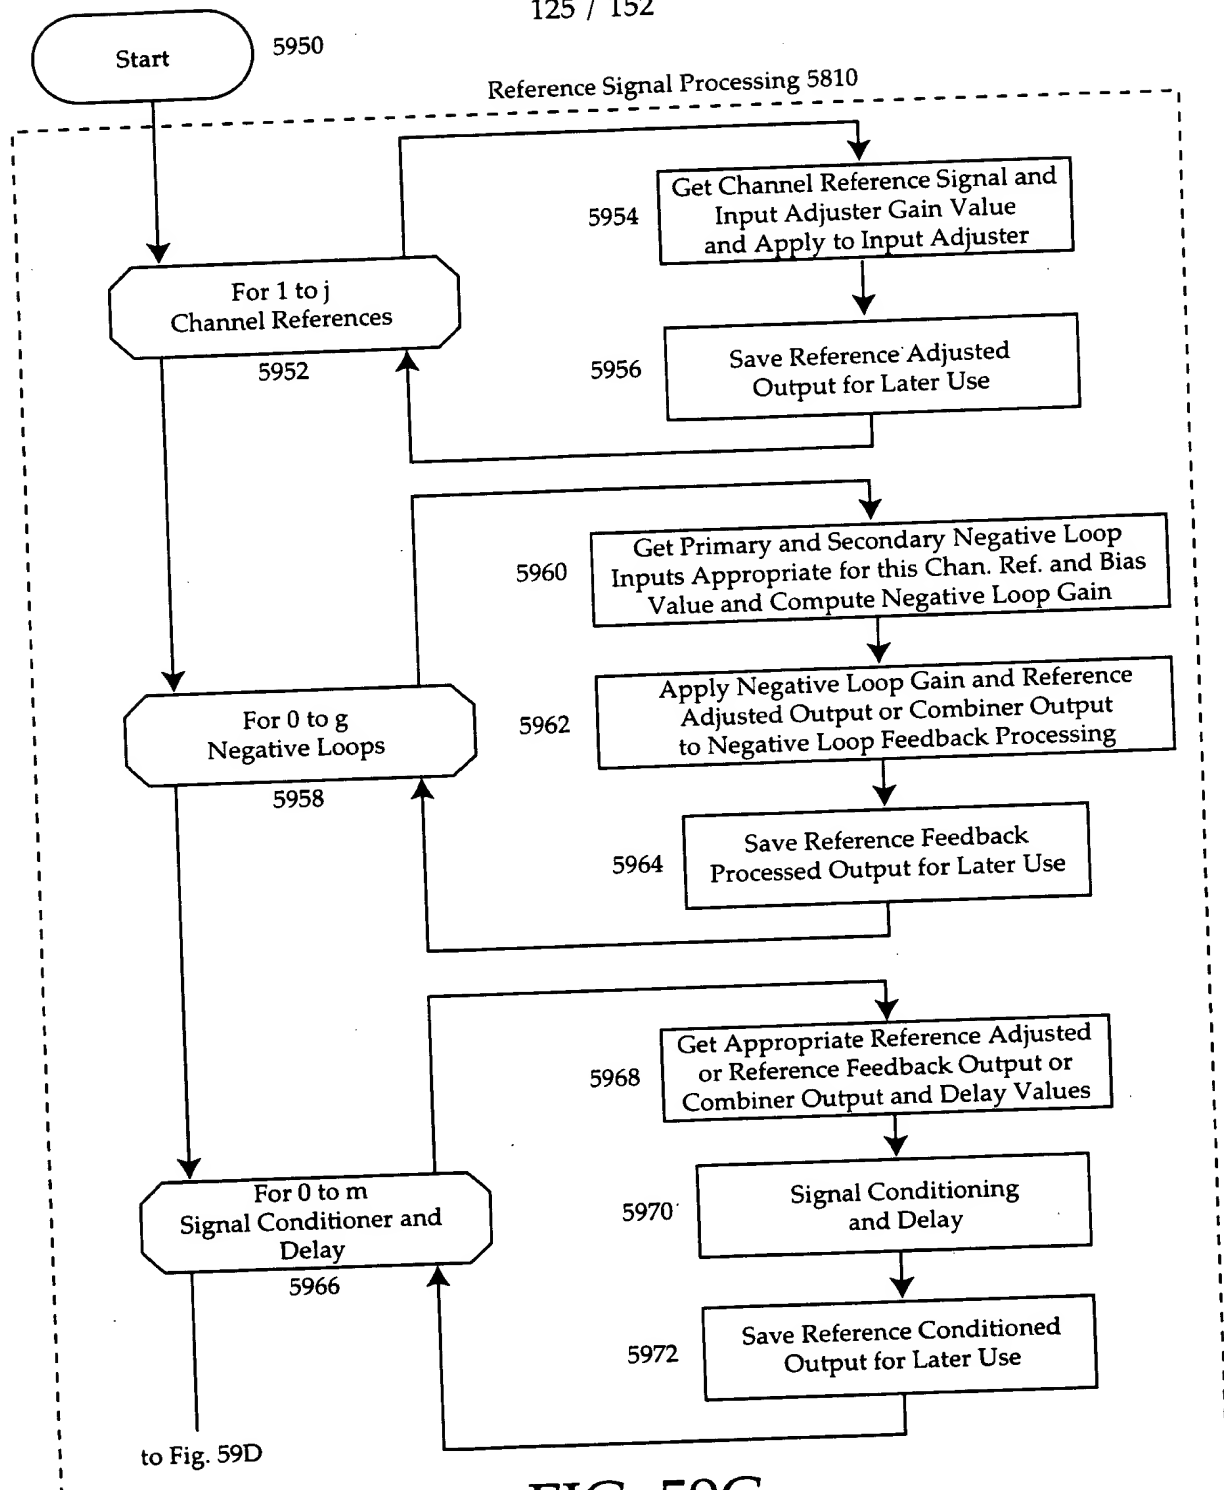 125 / 152
Start
5950
Reference Signal Processing 5810
5954
Get Channel Reference Signal and
Input Adjuster Gain Value
and Apply to Input Adjuster
For 1 to j
Channel References
5952
5956
Save Reference Adjusted
Output for Later Use
5960
Get Primary and Secondary Negative Loop
Inputs Appropriate for this Chan. Ref. and Bias
Value and Compute Negative Loop Gain
5962
Apply Negative Loop Gain and Reference
Adjusted Output or Combiner Output
to Negative Loop Feedback Processing
For 0 to g
Negative Loops
5958
5964
Save Reference Feedback
Processed Output for Later Use
5968
Get Appropriate Reference Adjusted
or Reference Feedback Output or
Combiner Output and Delay Values
For 0 to m
Signal Conditioner and
Delay
5966
5970
Signal Conditioning
and Delay
5972
Save Reference Conditioned
Output for Later Use
to Fig. 59D